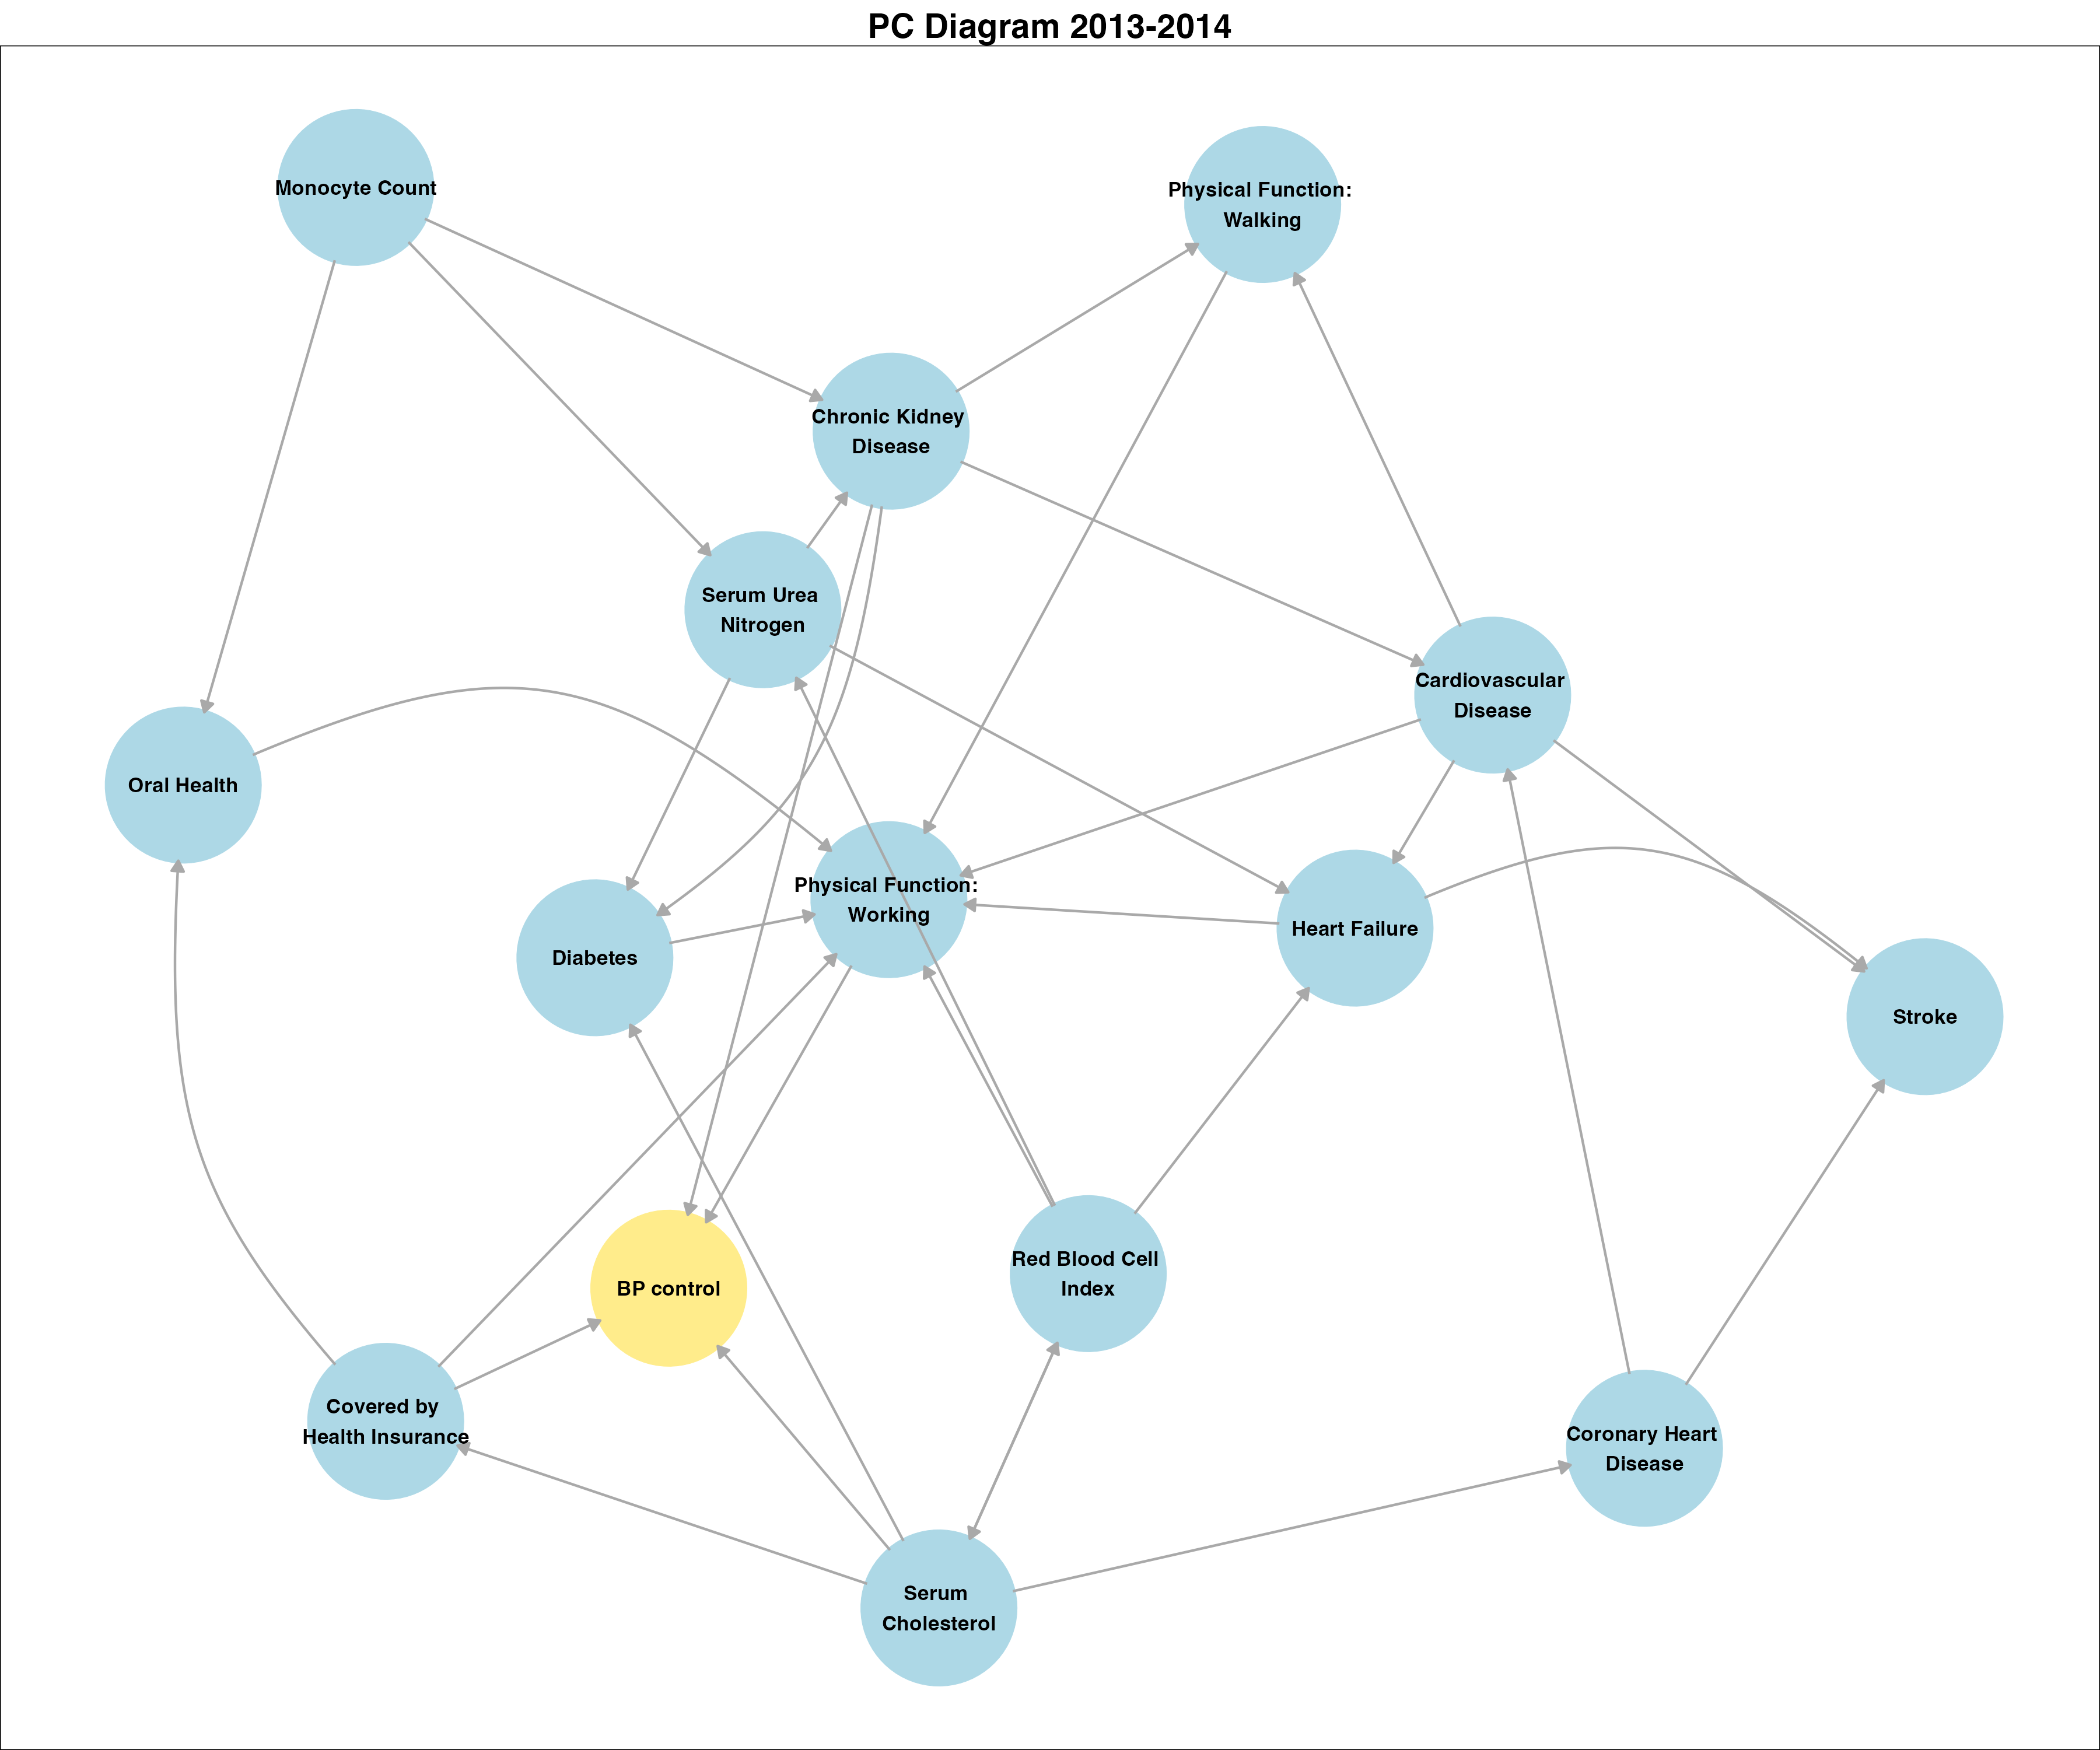 PC Diagram 2013-2014
Monocyte Count
Physical Function:
Walking
Chronic Kidney
Disease
Serum Urea
Nitrogen
Cardiovascular
Disease
Oral Health
Physical Function:
Working
Heart Failure
Diabetes
Stroke
Red Blood Cell
Index
BP control
Covered by
Health Insurance
Coronary Heart
Disease
Serum
Cholesterol